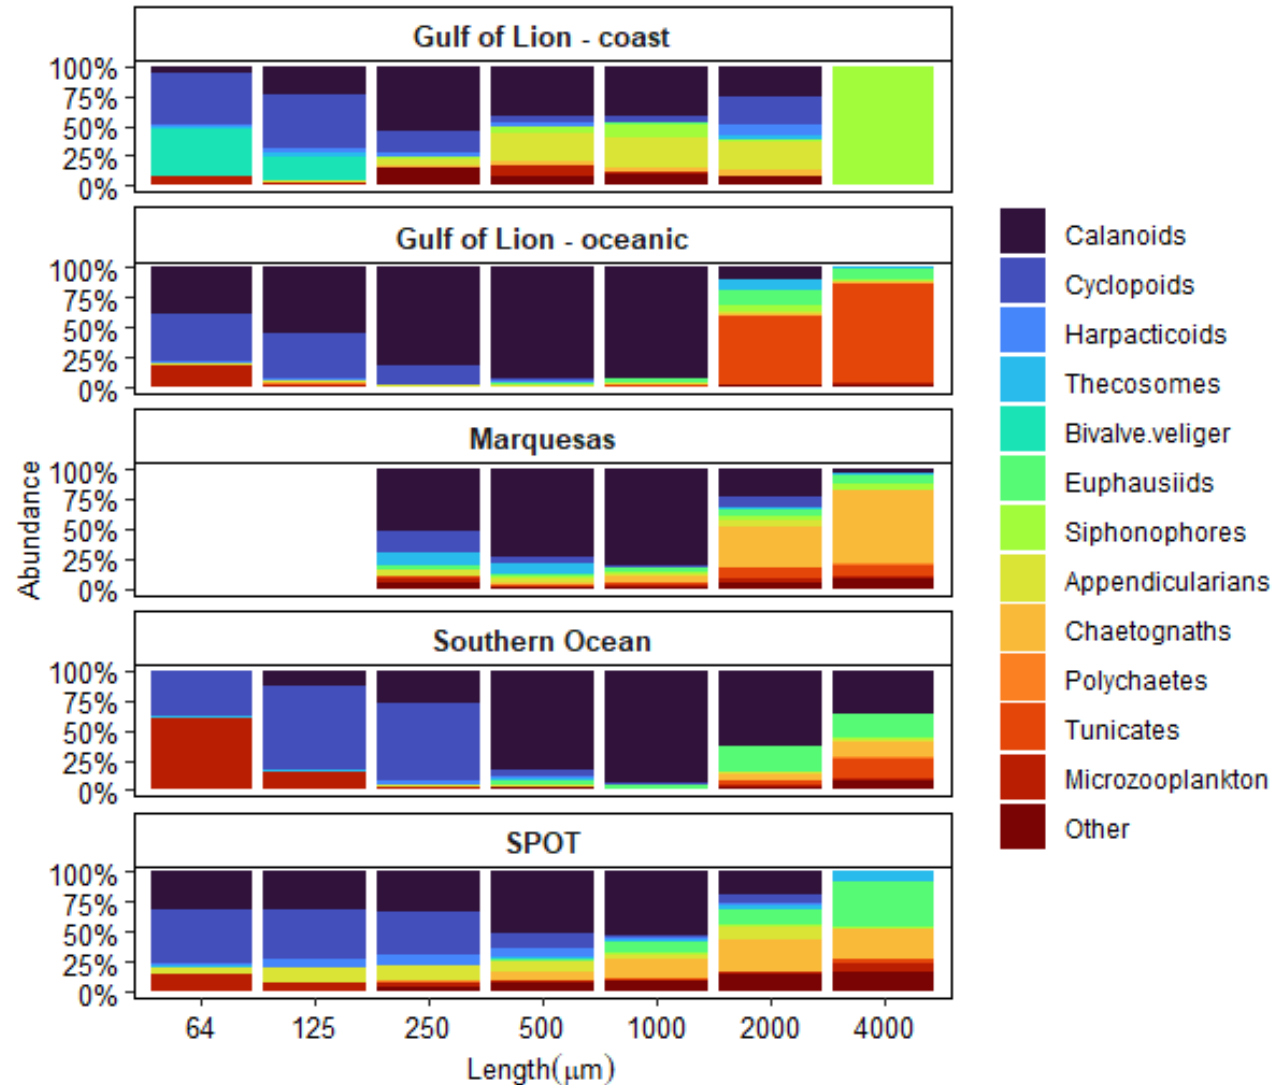 Gulf of Lion - coast
100%
75%
50%
25%
0%
Gulf of Lion - oceanic
100%
75%
50%
25%
0%
Marquesas
100%
75%
50%
25%
0%
Southern Ocean
100%
75%
50%
25%
0%
SPOT
100%
75%
50%
25%
0%
Abundance
64 125 250 500 1000 2000 4000
Length(μm)
Calanoids
Cyclopoids
Harpacticoids
Thecosomes
Bivalve.veliger
Euphausiids
Siphonophores
Appendicularians
Chaetognaths
Polychaetes
Tunicates
Microzooplankton
Other